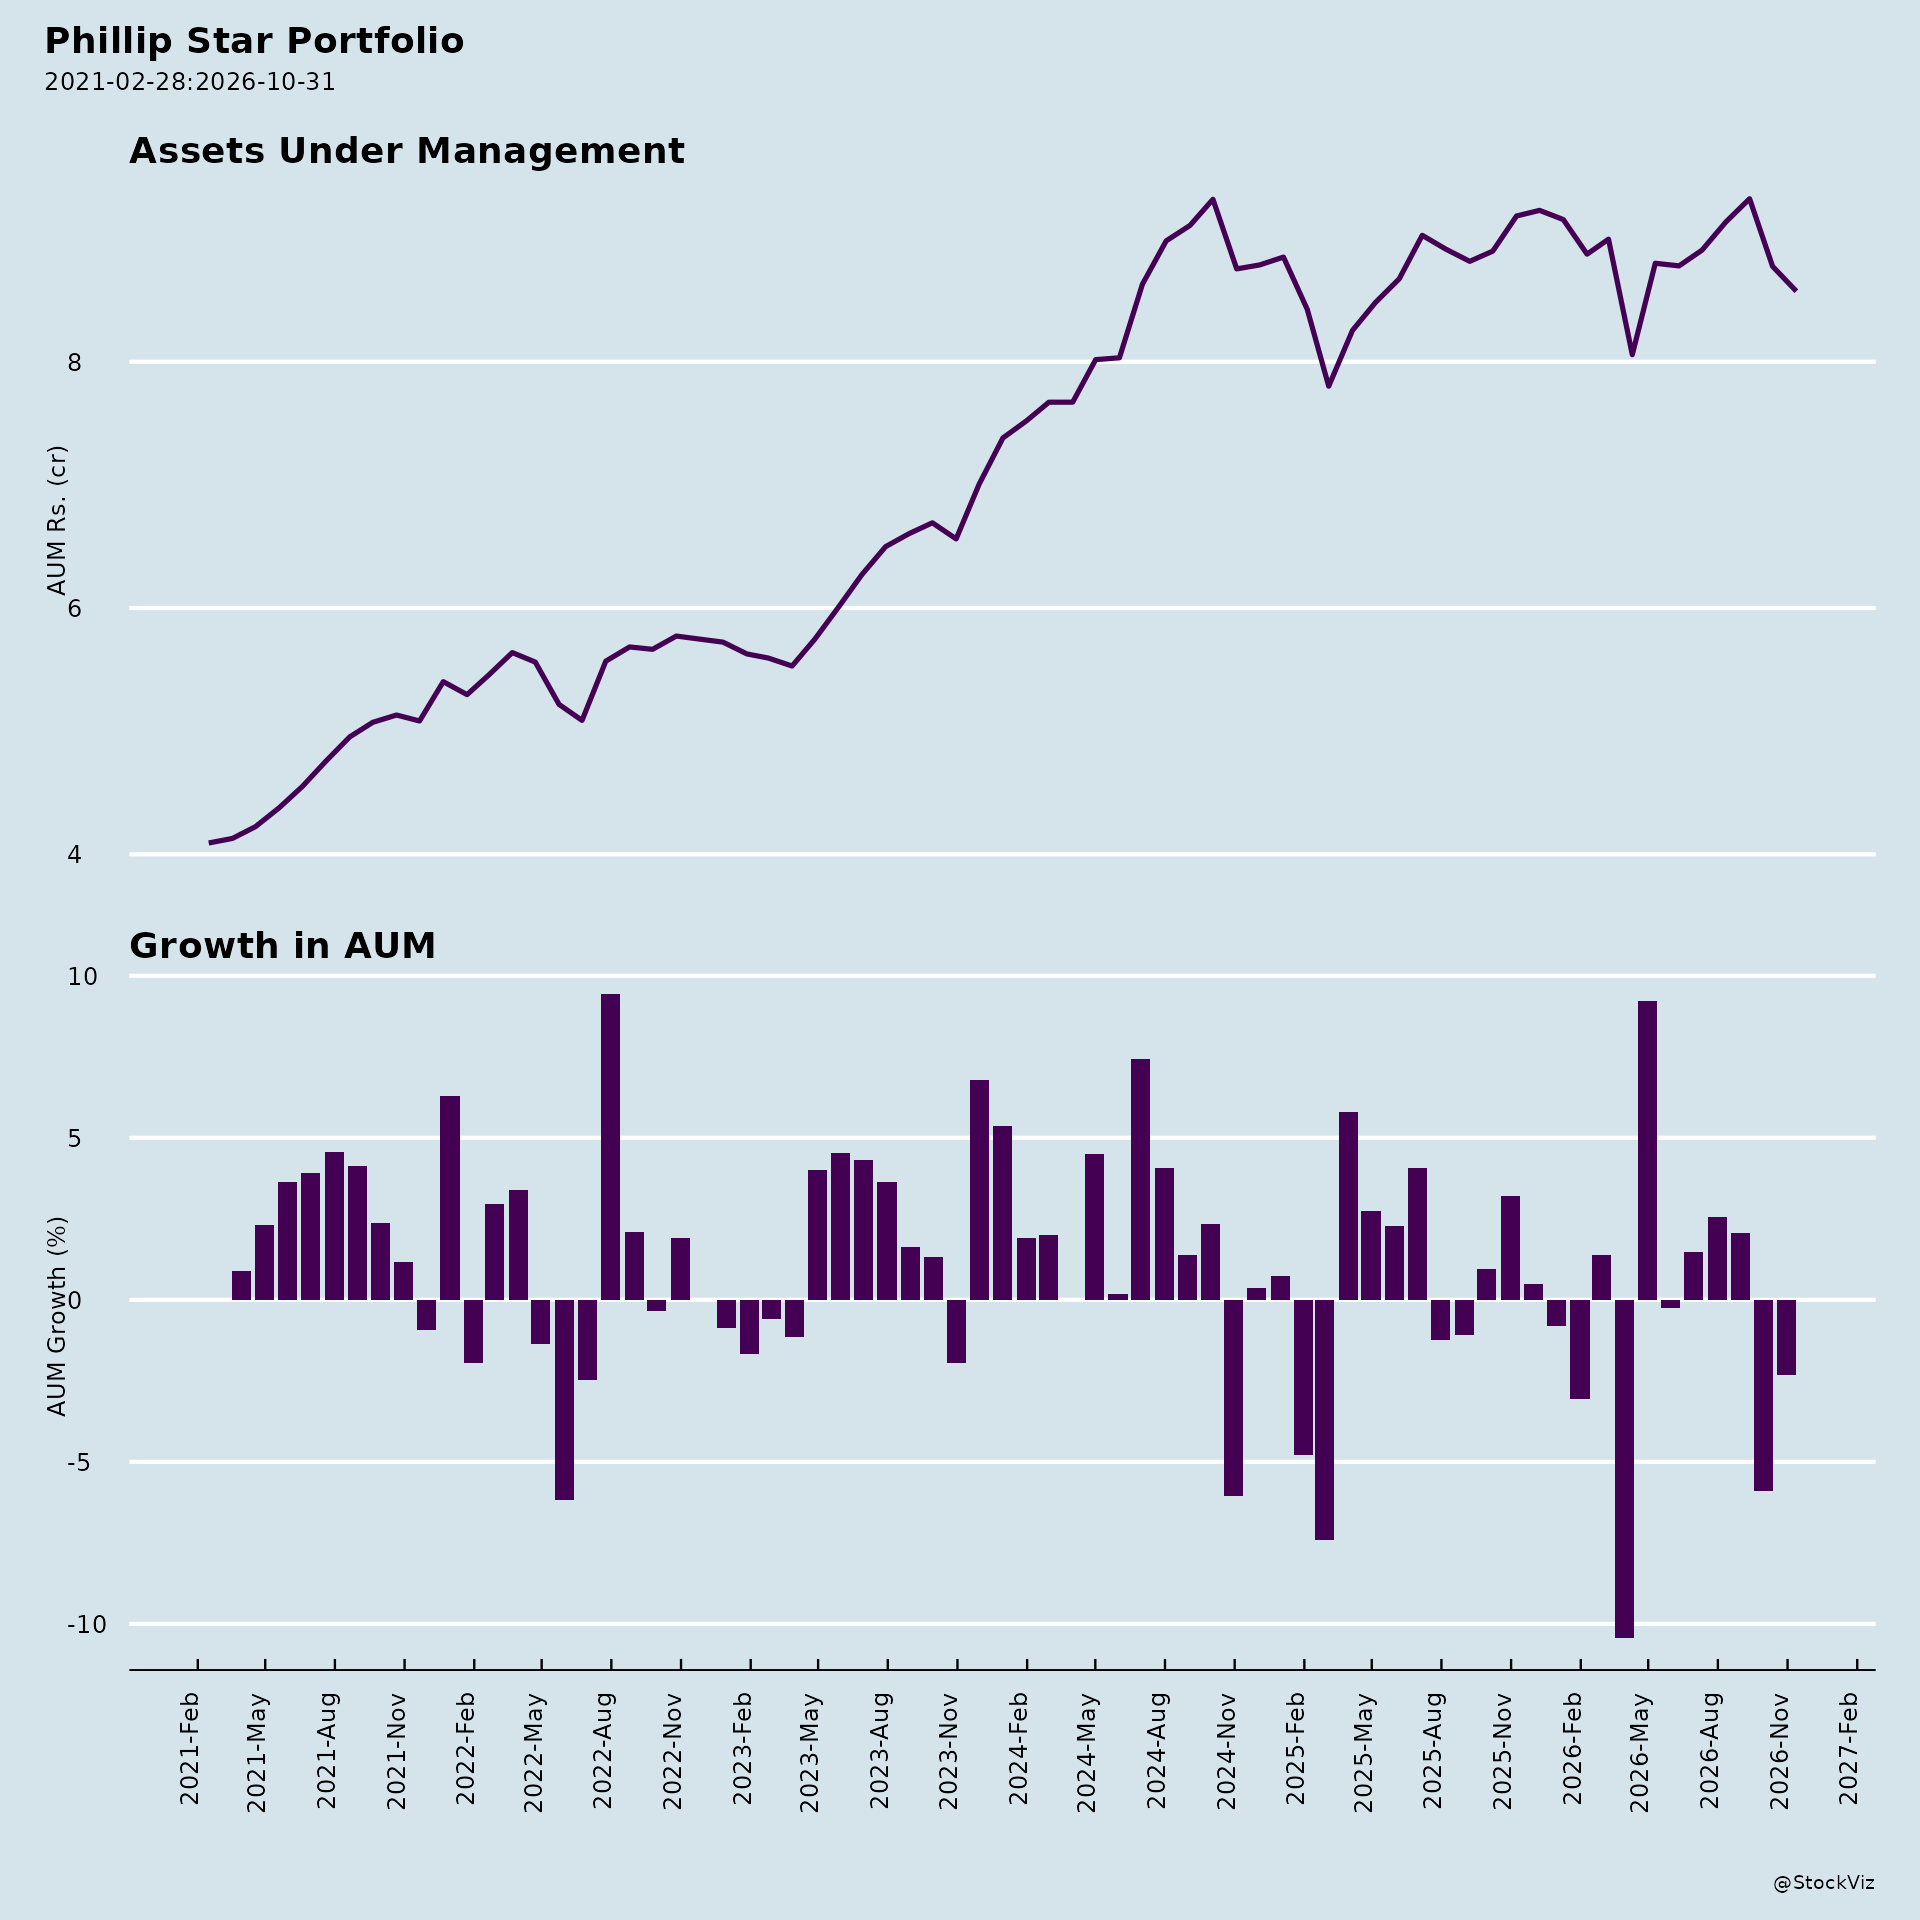 Phillip Star Portfolio
2021-02-28:2026-10-31
Assets Under Management
8
6
4
AUM Rs. (cr)
Growth in AUM
10
5
0
-5
-10
AUM Growth (%)
2021-Feb
2021-May
2021-Aug
2021-Nov
2022-Feb
2022-May
2022-Aug
2022-Nov
2023-Feb
2023-May
2023-Aug
2023-Nov
2024-Feb
2024-May
2024-Aug
2024-Nov
2025-Feb
2025-May
2025-Aug
2025-Nov
2026-Feb
2026-May
2026-Aug
2026-Nov
2027-Feb
@StockViz